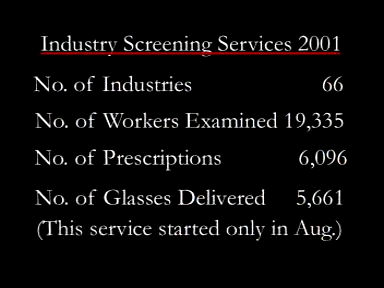 Industry Screening Services 2001
No. of Industries 66
No. of Workers Examined 19,335
No. of Prescriptions 6,096
No. of Glasses Delivered 5,661
(This service started only in Aug.)